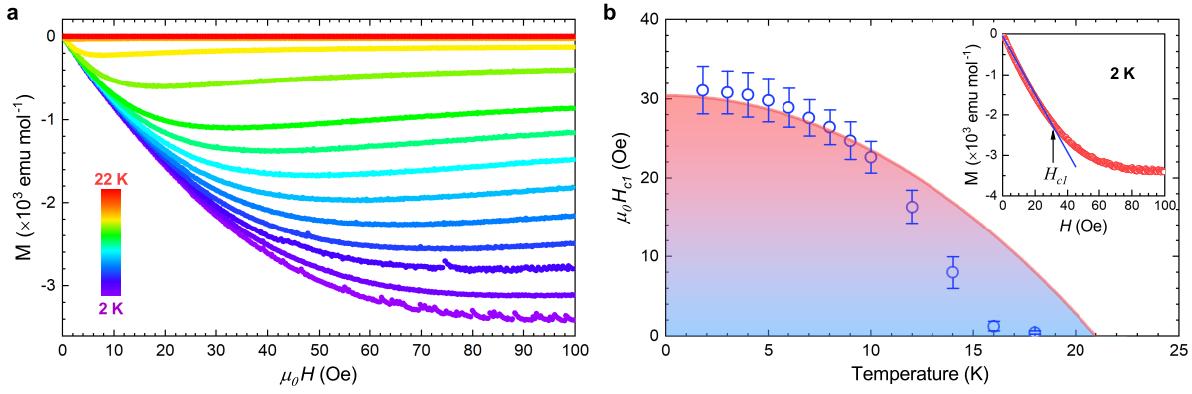 a
0
-1
-2
-3
M (×10³ emu mol⁻¹)
22 K
2 K
0 10 20 30 40 50 60 70 80 90 100
μ₀H (Oe)
b
40
30
20
10
0
μ₀Hc1 (Oe)
0 5 10 15 20 25
Temperature (K)
0
-1
-2
-3
-4
M (×10³ emu mol⁻¹)
2 K
Hc1
0 20 40 60 80 100
H (Oe)